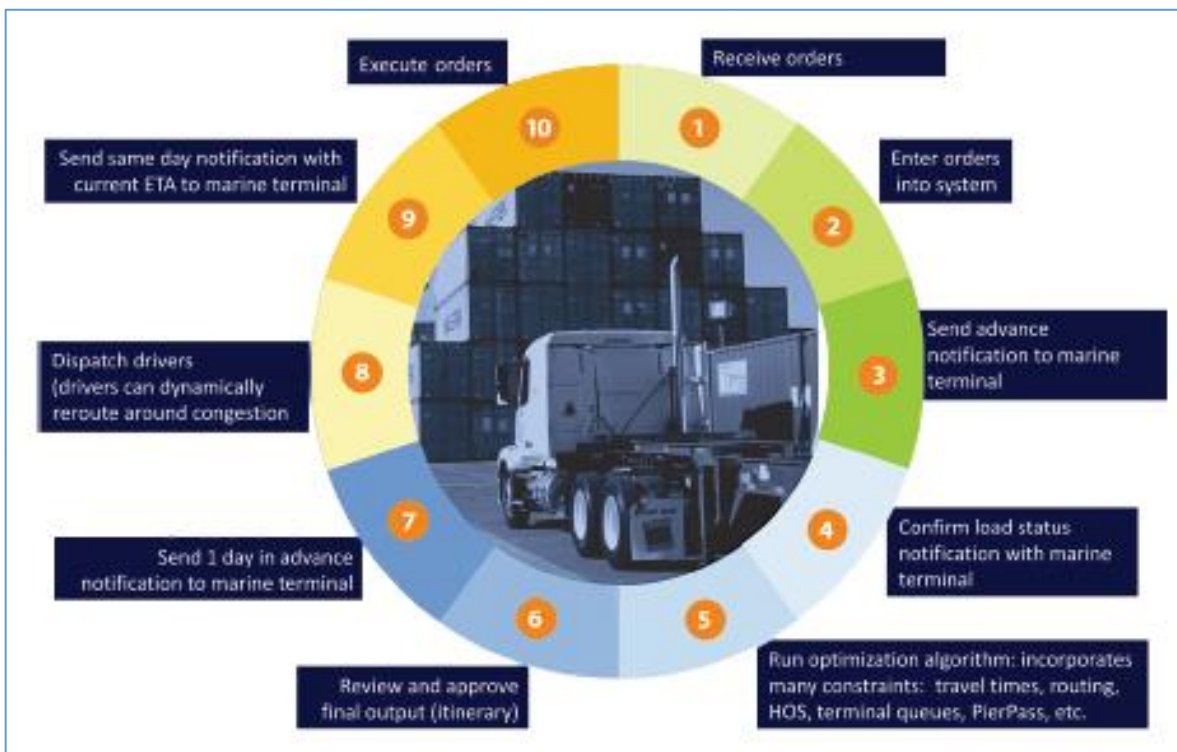 Receive orders
1
Enter orders
into system
2
Send advance
notification to marine
terminal
3
Confirm load status
notification with marine
terminal
4
Run optimization algorithm: incorporates
many constraints: travel times, routing,
HOS, terminal queues, PierPass, etc.
5
Review and approve
final output (Itinerary)
6
Send 1 day in advance
notification to marine terminal
7
Dispatch drivers
(drivers can dynamically
reroute around congestion
8
Send same day notification with
current ETA to marine terminal
9
Execute orders
10